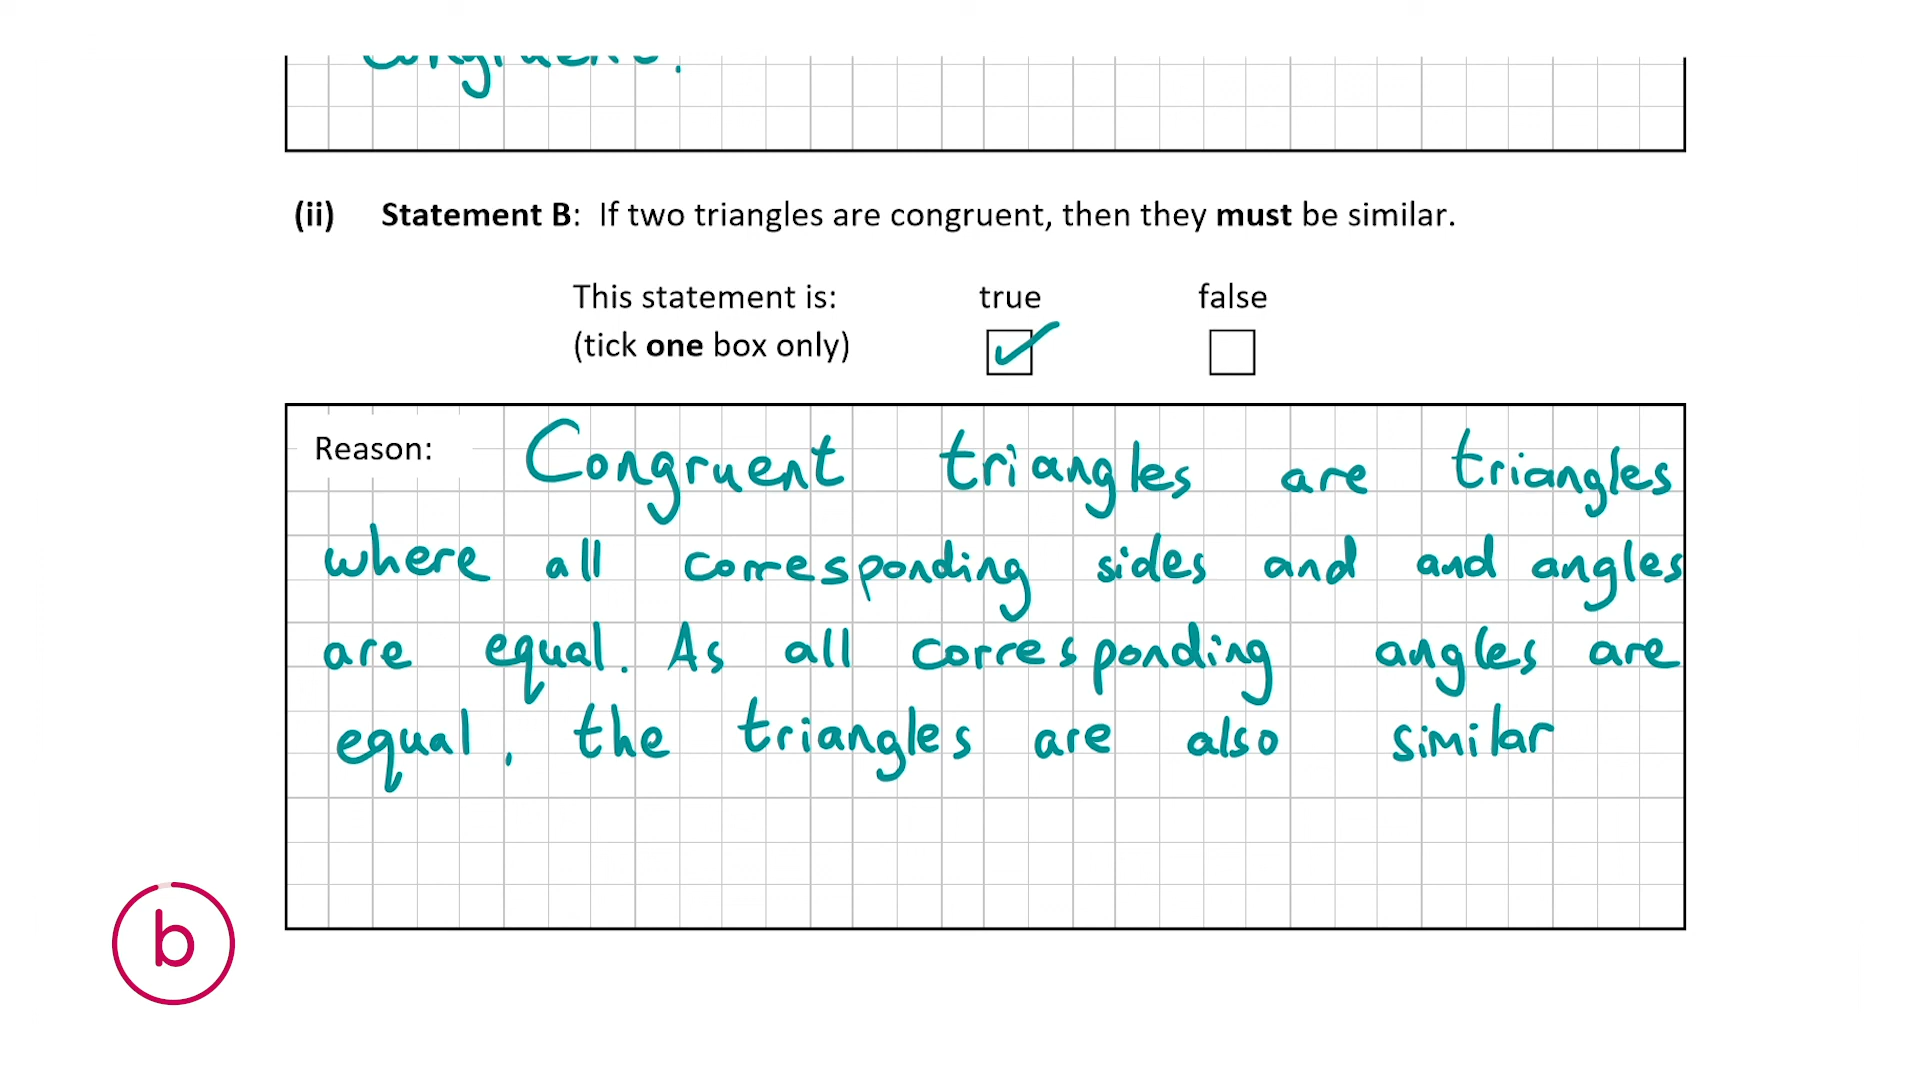 congruent.
(ii) Statement B: If two triangles are congruent, then they must be similar.
This statement is: true false
(tick one box only)
Reason: Congruent triangles are triangles
where all corresponding sides and and angles
are equal. As all corresponding angles are
equal, the triangles are also similar
b